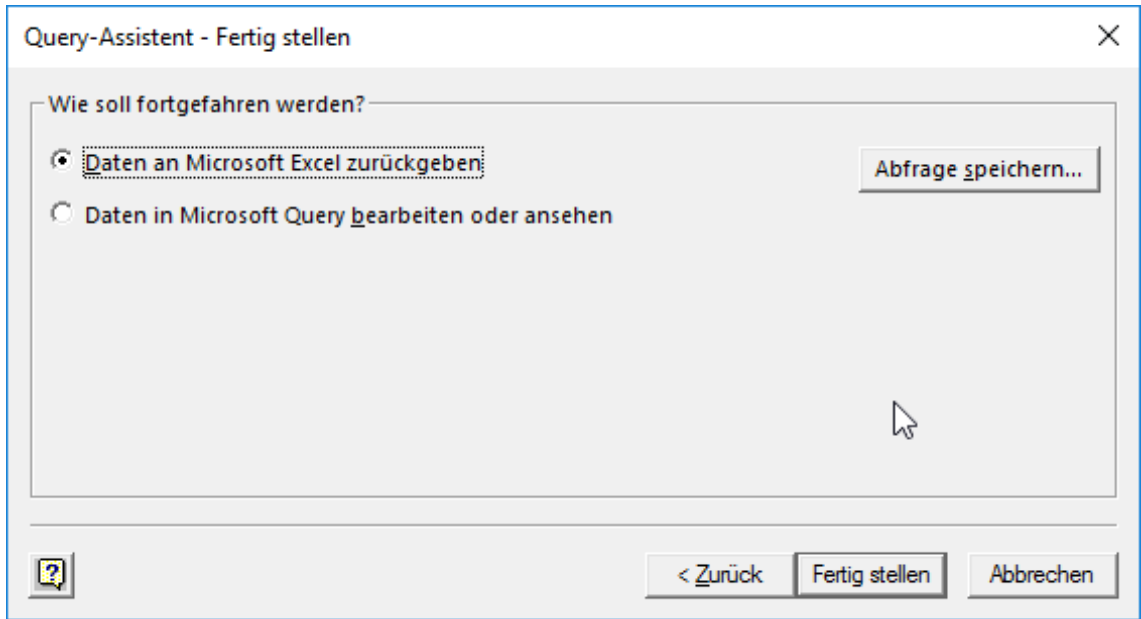 Query-Assistent - Fertig stellen
Wie soll fortgefahren werden?
Daten an Microsoft Excel zurückgeben
Abfrage speichern...
Daten in Microsoft Query bearbeiten oder ansehen
?
< Zurück
Fertig stellen
Abbrechen